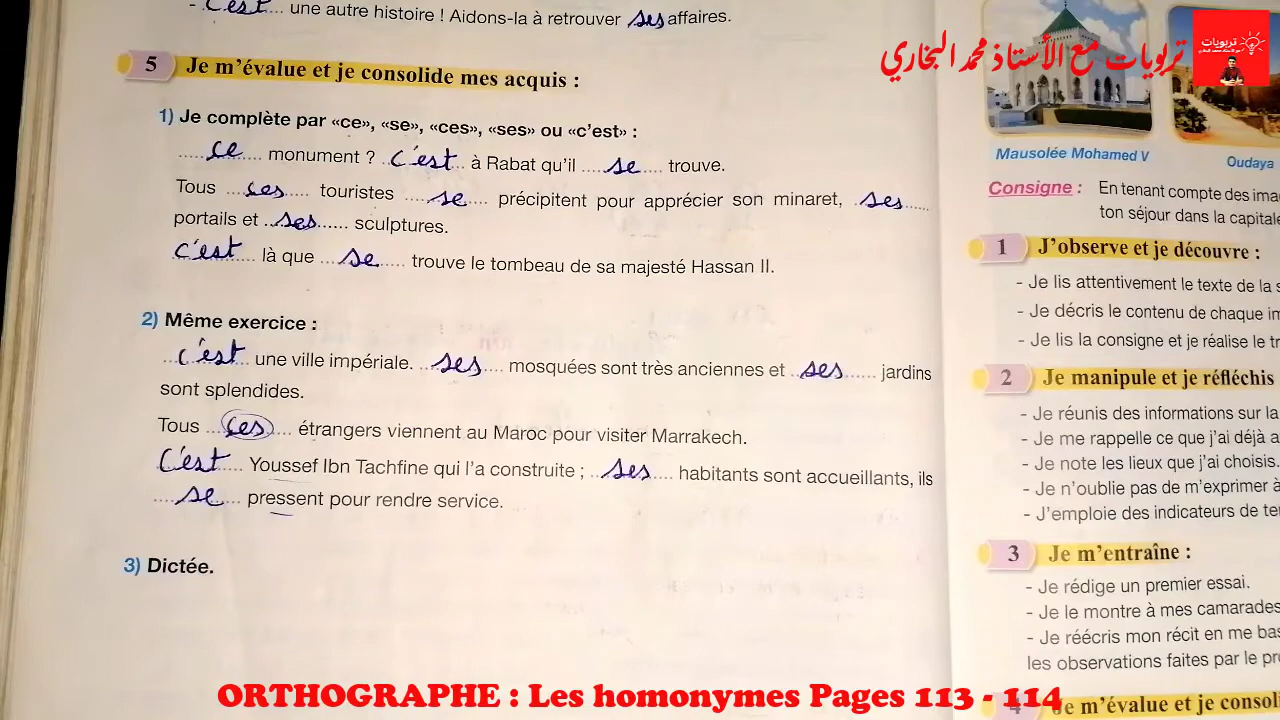 - C'est une autre histoire ! Aidons-la à retrouver ses affaires.
5 Je m'évalue et je consolide mes acquis :
1) Je complète par «ce», «se», «ces», «ses» ou «c'est» :
......ce...... monument ? ..c'est.. à Rabat qu'il .....se.... trouve.
Tous ....ces...... touristes .....se.... précipitent pour apprécier son minaret, ..ses.....
portails et ...ses...... sculptures.
c'est.... là que ....se..... trouve le tombeau de sa majesté Hassan II.
2) Même exercice :
...c'est une ville impériale. ...ses.... mosquées sont très anciennes et ..ses...... jardins
sont splendides.
Tous ...ces.... étrangers viennent au Maroc pour visiter Marrakech.
C'est.... Youssef Ibn Tachfine qui l'a construite ; ..ses.... habitants sont accueillants, ils
....se.... pressent pour rendre service.
3) Dictée.
تربويات مع الأستاذ محمد البخاري
تربويات
Mausolée Mohamed V
Oudaya
Consigne : En tenant compte des ima
ton séjour dans la capitale
1 J'observe et je découvre :
- Je lis attentivement le texte de la s
- Je décris le contenu de chaque im
- Je lis la consigne et je réalise le tr
2 Je manipule et je réfléchis
- Je réunis des informations sur la
- Je me rappelle ce que j'ai déjà a
- Je note les lieux que j'ai choisis.
- Je n'oublie pas de m'exprimer à
- J'emploie des indicateurs de te
3 Je m'entraîne :
- Je rédige un premier essai.
- Je le montre à mes camarades
- Je réécris mon récit en me bas
les observations faites par le pr
4 Je m'évalue et je consol
ORTHOGRAPHE : Les homonymes Pages 113 - 114